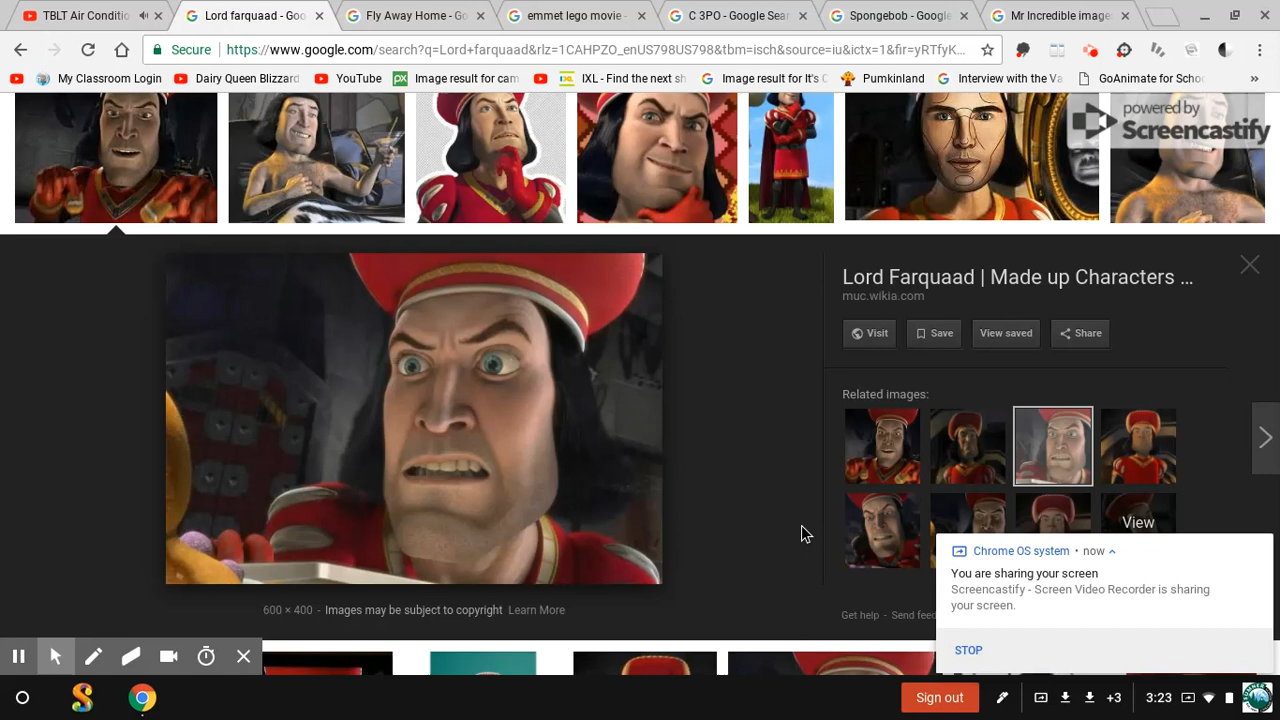 TBLT Air Conditio
Lord farquaad - Goo
Fly Away Home - Go
emmet lego movie -
C 3PO - Google Sear
Spongebob - Google
Mr Incredible image
Secure
https://www.google.com/search?q=Lord+farquaad&rlz=1CAHPZO_enUS798US798&tbm=isch&source=iu&ictx=1&fir=yRTfyK...
My Classroom Login
Dairy Queen Blizzard
YouTube
Image result for cam
IXL - Find the next sh
Image result for It's C
Pumkinland
Interview with the Va
GoAnimate for Scho
»
powered by
Screencastify
Lord Farquaad | Made up Characters ...
muc.wikia.com
Visit
Save
View saved
Share
Related images:
View
Chrome OS system • now
You are sharing your screen
Screencastify - Screen Video Recorder is sharing
your screen.
STOP
600 × 400 - Images may be subject to copyright Learn More
Get help - Send feed
Sign out
+3
3:23